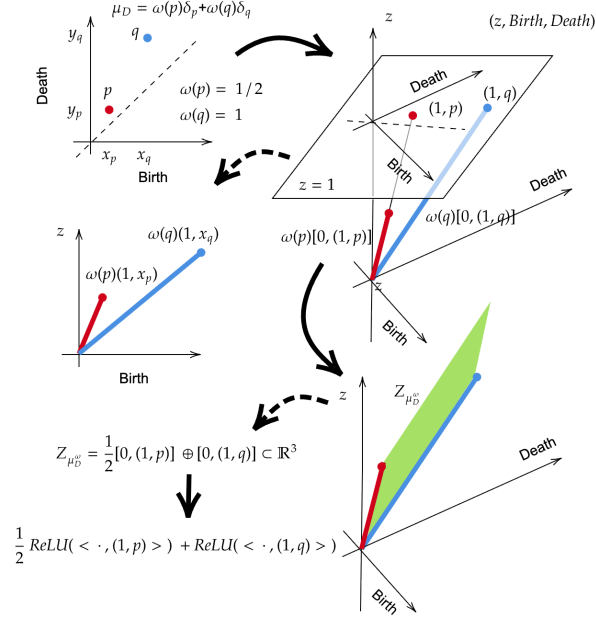 μ_D = ω(p)δ_p+ω(q)δ_q
y_q
q
Death
p
y_p
ω(p) = 1/2
ω(q) = 1
x_p x_q
Birth
z
(z, Birth, Death)
Death
(1, p)
(1, q)
Birth
z = 1
Death
ω(p)[0, (1, p)]
ω(q)[0, (1, q)]
z
Birth
z
ω(q)(1, x_q)
ω(p)(1, x_p)
Birth
z
Z_{μ_D^ω}
Death
Birth
Z_{μ_D^ω} = 1/2 [0, (1, p)] ⊕ [0, (1, q)] ⊂ ℝ^3
1/2 ReLU( < · , (1, p) > ) + ReLU( < · , (1, q) > )